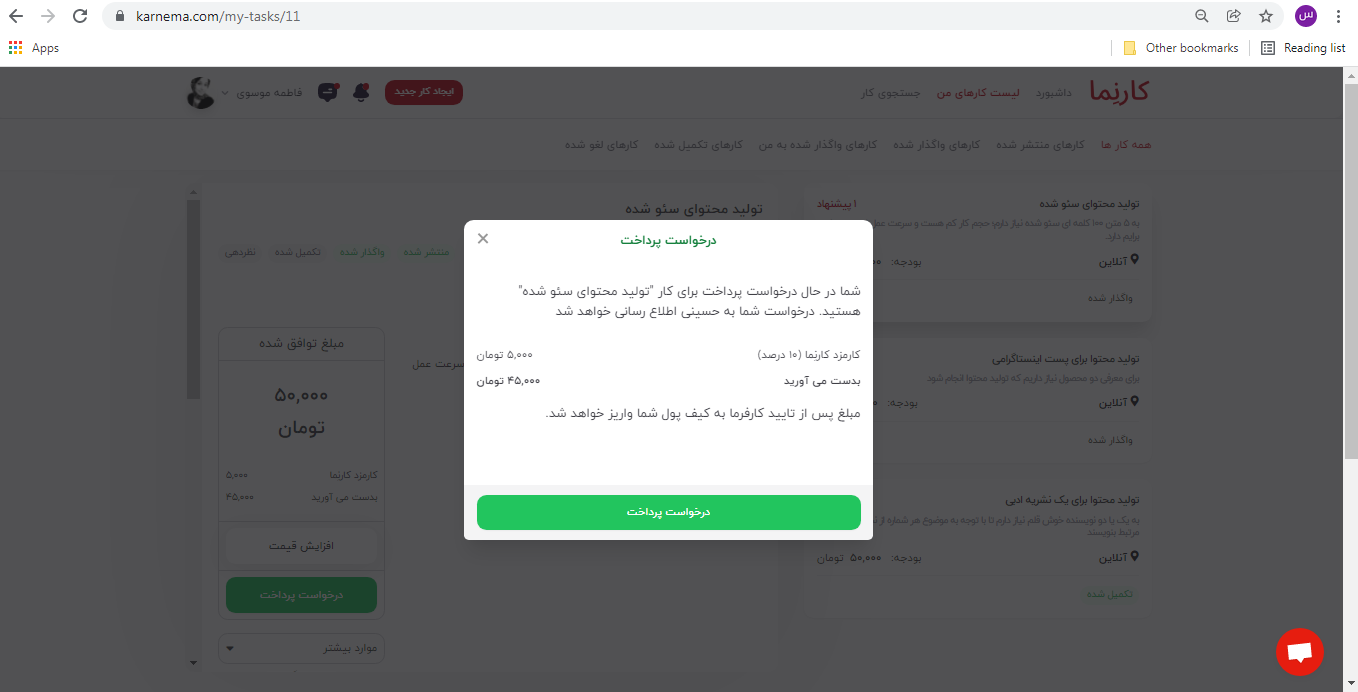 karnema.com/my-tasks/11
س
Apps
Other bookmarks
Reading list
کارنما
داشبورد
لیست کارهای من
جستجوی کار
ایجاد کار جدید
فاطمه موسوی
همه کار ها
کارهای منتشر شده
کارهای واگذار شده
کارهای واگذار شده به من
کارهای تکمیل شده
کارهای لغو شده
تولید محتوای سئو شده
۱ پیشنهاد
به ۵ متن ۱۰۰ کلمه ای سئو شده نیاز دارم؛ حجم کار کم هست و سرعت عمل
برایم دارد.
آنلاین
بودجه:
واگذار شده
تولید محتوا برای پست اینستاگرامی
برای معرفی دو محصول نیاز داریم که تولید محتوا انجام شود
آنلاین
بودجه:
واگذار شده
تولید محتوا برای یک نشریه ادبی
به یک یا دو نویسنده خوش قلم نیاز دارم تا با توجه به موضوع هر شماره از
مرتبط بنویسند
آنلاین
بودجه: ۵۰,۰۰۰ تومان
تکمیل شده
تولید محتوای سئو شده
منتشر شده
واگذار شده
تکمیل شده
نظردهی
سرعت عمل
مبلغ توافق شده
۵۰,۰۰۰
تومان
کارمزد کارنما ۵,۰۰۰
بدست می آورید ۴۵,۰۰۰
افزایش قیمت
درخواست پرداخت
موارد بیشتر
درخواست پرداخت
شما در حال درخواست پرداخت برای کار "تولید محتوای سئو شده"
هستید. درخواست شما به حسینی اطلاع رسانی خواهد شد
کارمزد کارنما (۱۰ درصد) ۵,۰۰۰ تومان
بدست می آورید ۴۵,۰۰۰ تومان
مبلغ پس از تایید کارفرما به کیف پول شما واریز خواهد شد.
درخواست پرداخت